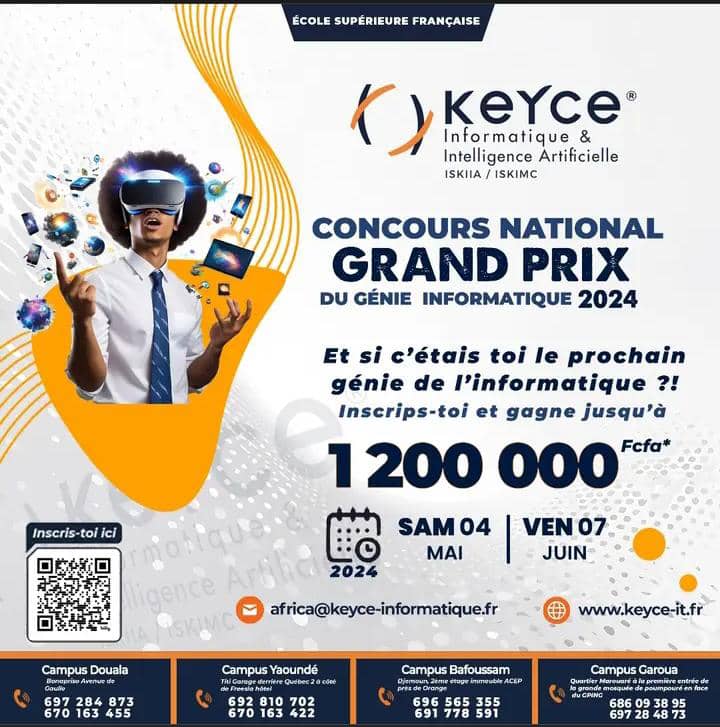 ÉCOLE SUPÉRIEURE FRANÇAISE
KEYCE®
Informatique &
Intelligence Artificielle
ISKIIA / ISKIMC
CONCOURS NATIONAL
GRAND PRIX
DU GÉNIE INFORMATIQUE 2024
Et si c'étais toi le prochain
génie de l'informatique ?!
Inscrips-toi et gagne jusqu'à
1 200 000 Fcfa*
2024
SAM 04
MAI
VEN 07
JUIN
Inscris-toi ici
africa@keyce-informatique.fr
www.keyce-it.fr
Campus Douala
Bonapriso Avenue de
Gaulle
697 284 873
670 163 455
Campus Yaoundé
Titi Garage derrière Québec 2 à côté
de Freesia hôtel
692 810 702
670 163 422
Campus Bafoussam
Djemoun, 2ème étage immeuble ACEP
près de Orange
696 565 355
691 778 591
Campus Garoua
Quartier Marouaré à la première entrée de
la grande mosquée de poumpouré en face
du GPING
686 09 38 95
697 28 48 73